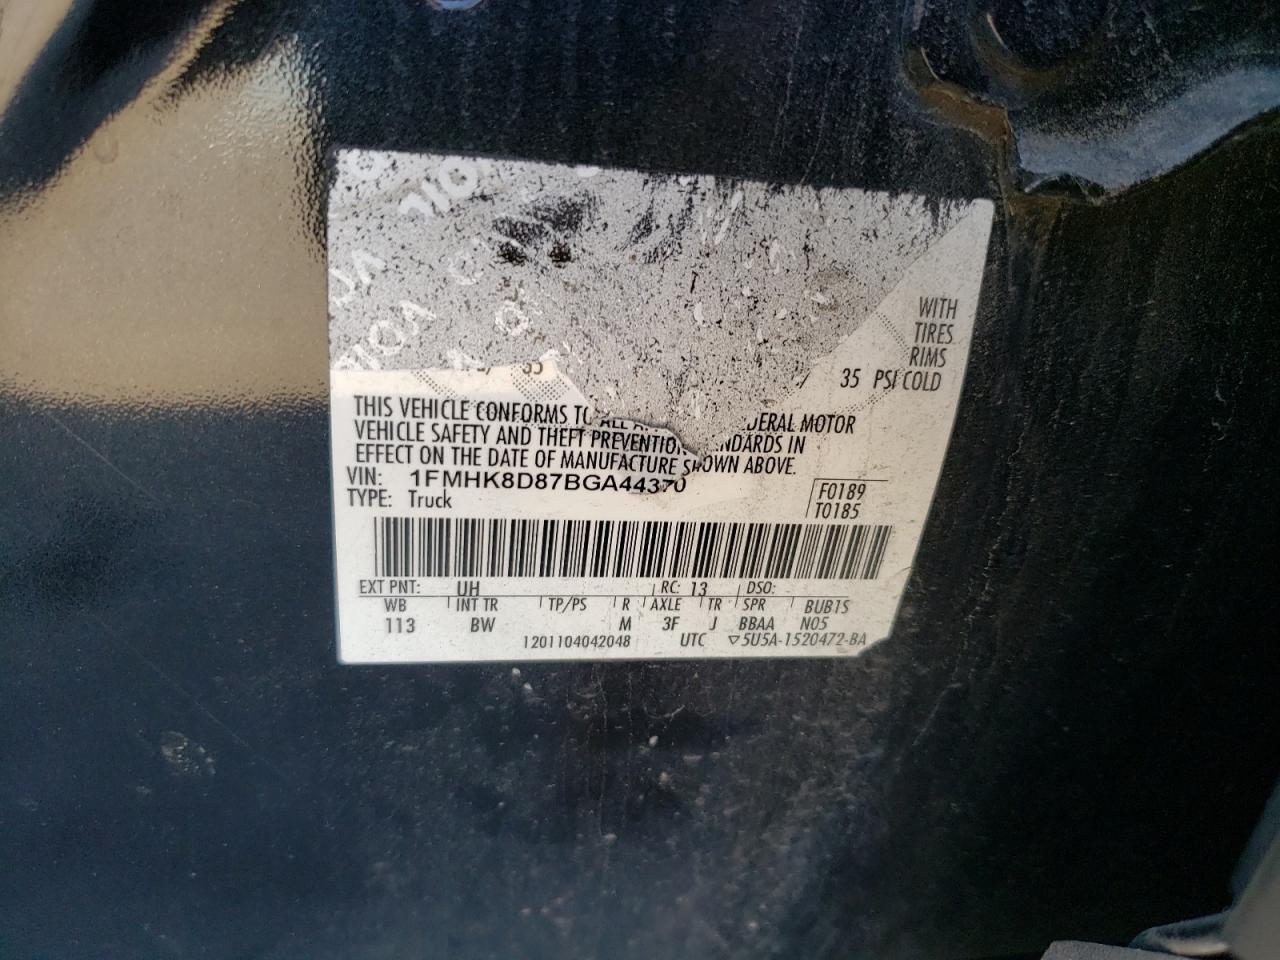 WITH
TIRES
RIMS
35 PSI COLD
THIS VEHICLE CONFORMS TO ALL DERAL MOTOR
VEHICLE SAFETY AND THEFT PREVENTION NDARDS IN
EFFECT ON THE DATE OF MANUFACTURE SHOWN ABOVE.
VIN: 1FMHK8D87BGA44370
TYPE: Truck
F0189
T0185
EXT PNT: UH RC: 13 DSO:
WB INT TR TP/PS R AXLE TR SPR BUB1S
113 BW M 3F J BBAA N05
1201104042048 UTC ▽5U5A-1520472-BA